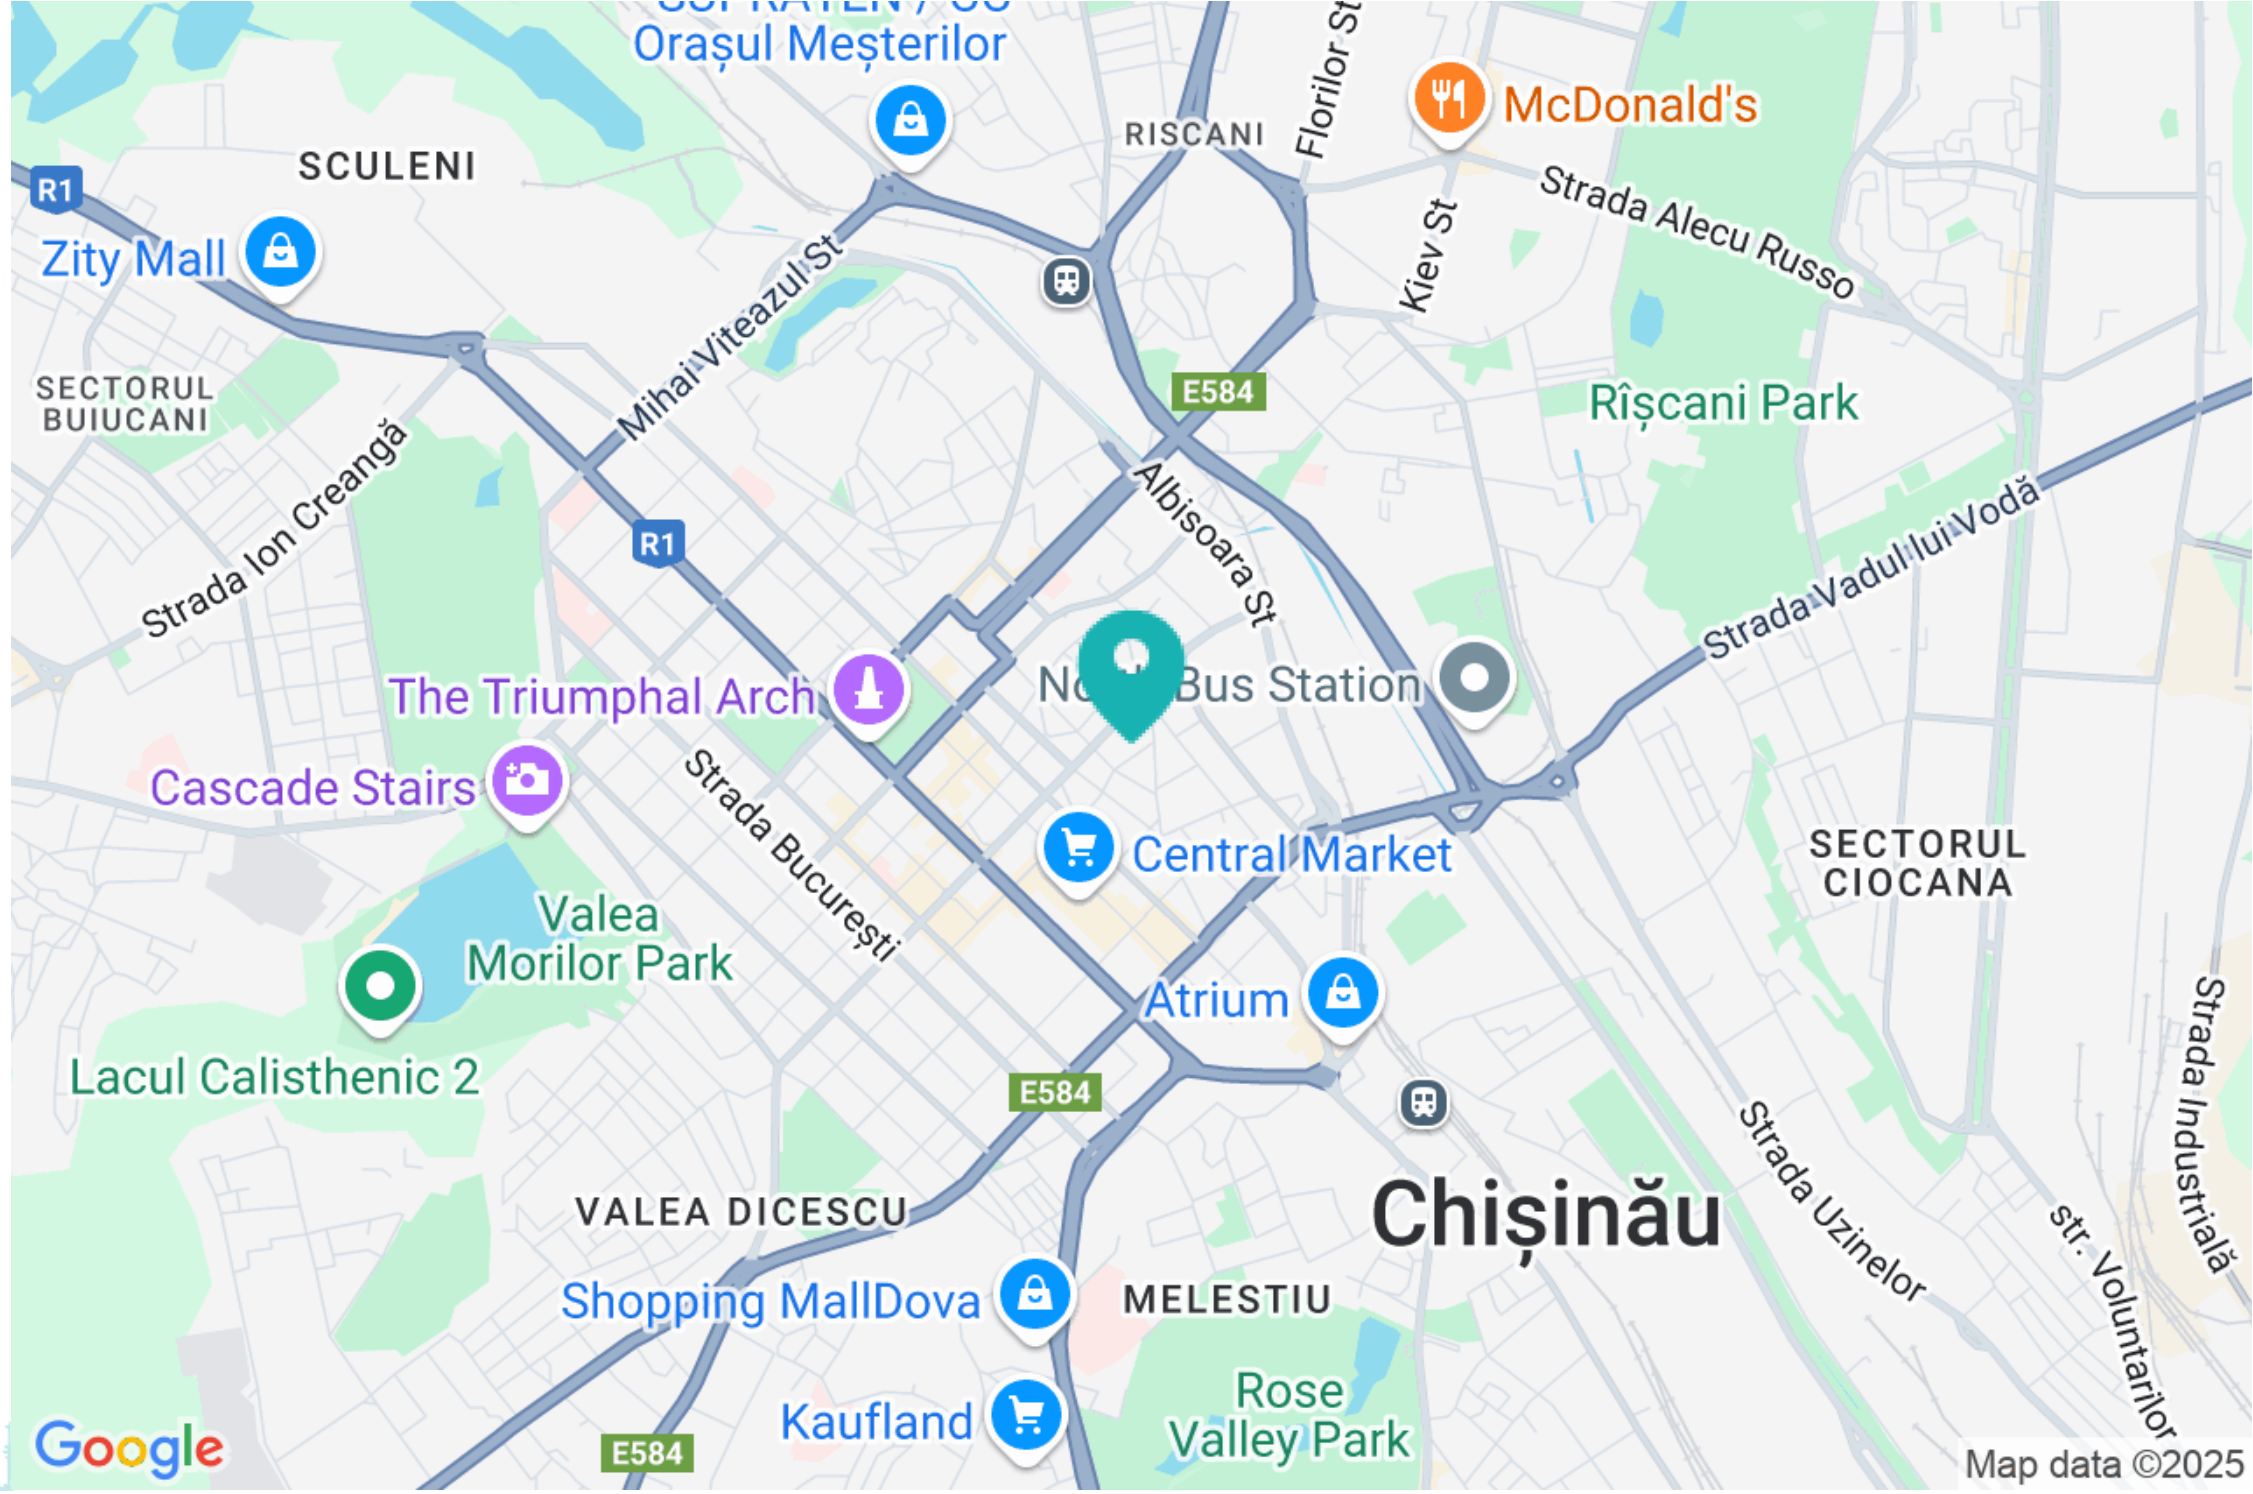 Orașul Meșterilor
RISCANI
Florilor St
McDonald's
SCULENI
R1
Zity Mall
Mihai Viteazul St
Kiev St
Strada Alecu Russo
SECTORUL
BUIUCANI
E584
Rîșcani Park
Strada Ion Creangă
R1
Albisoara St
Strada Vadul lui Vodă
The Triumphal Arch
Bus Station
Cascade Stairs
Strada București
Central Market
SECTORUL
CIOCANA
Valea
Morilor Park
Atrium
Lacul Calisthenic 2
E584
Strada Industrială
Strada Uzinelor
VALEA DICESCU
Chișinău
str. Voluntarilor
Shopping MallDova
MELESTIU
Kaufland
Rose
Valley Park
E584
Google
Map data ©2025